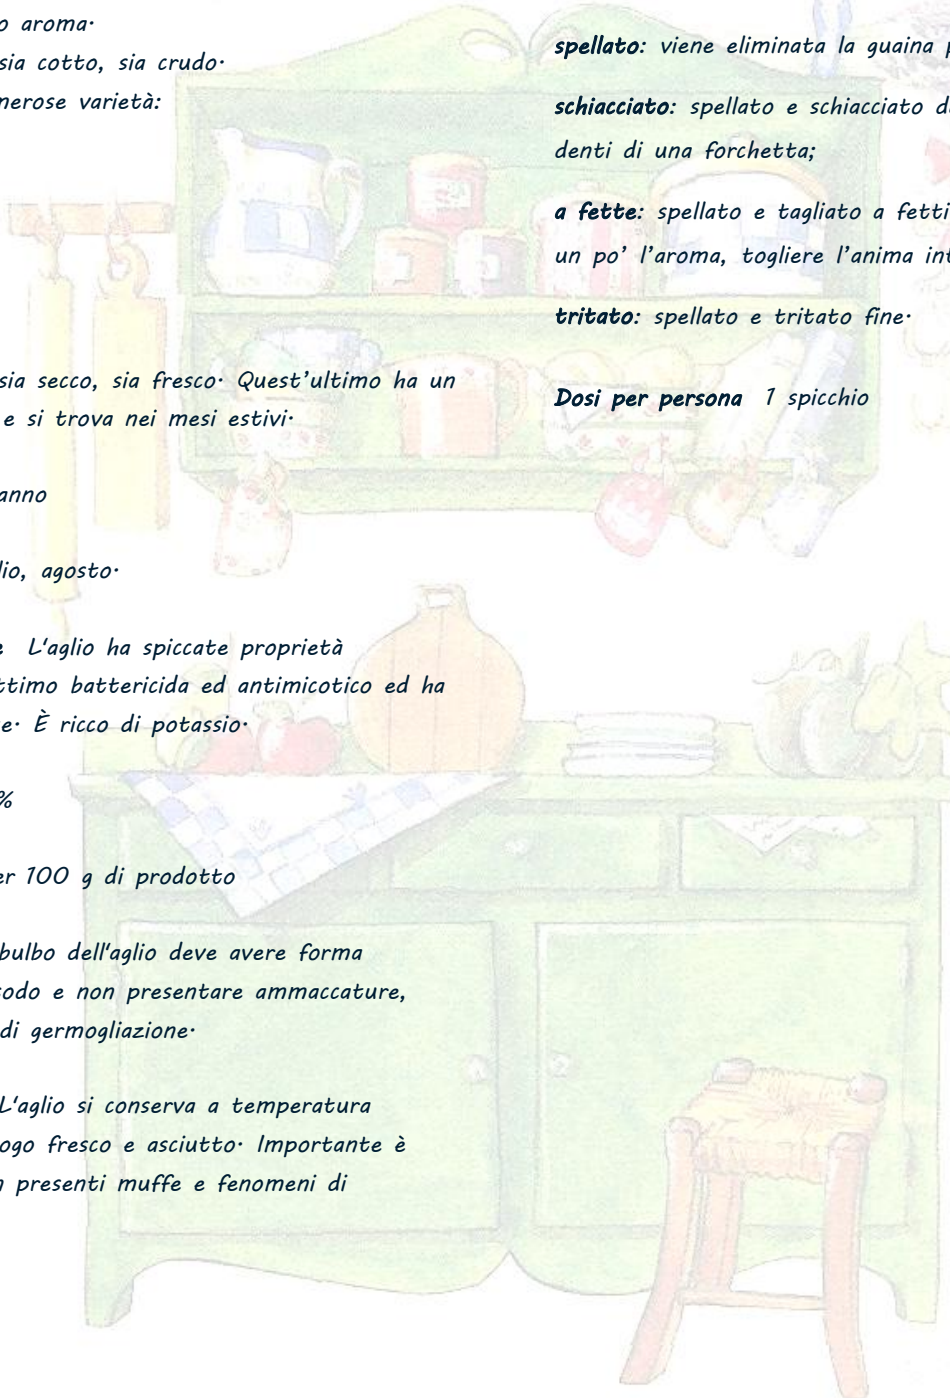 o aroma.
sia cotto, sia crudo.
nerose varietà:
sia secco, sia fresco. Quest'ultimo ha un
e si trova nei mesi estivi.
anno
lio, agosto.
e L'aglio ha spiccate proprietà
ttimo battericida ed antimicotico ed ha
e. È ricco di potassio.
%
er 100 g di prodotto
bulbo dell'aglio deve avere forma
sodo e non presentare ammaccature,
di germogliazione.
L'aglio si conserva a temperatura
ogo fresco e asciutto. Importante è
n presenti muffe e fenomeni di
spellato: viene eliminata la guaina p
schiacciato: spellato e schiacciato d
denti di una forchetta;
a fette: spellato e tagliato a fetti
un po' l'aroma, togliere l'anima int
tritato: spellato e tritato fine.
Dosi per persona 1 spicchio